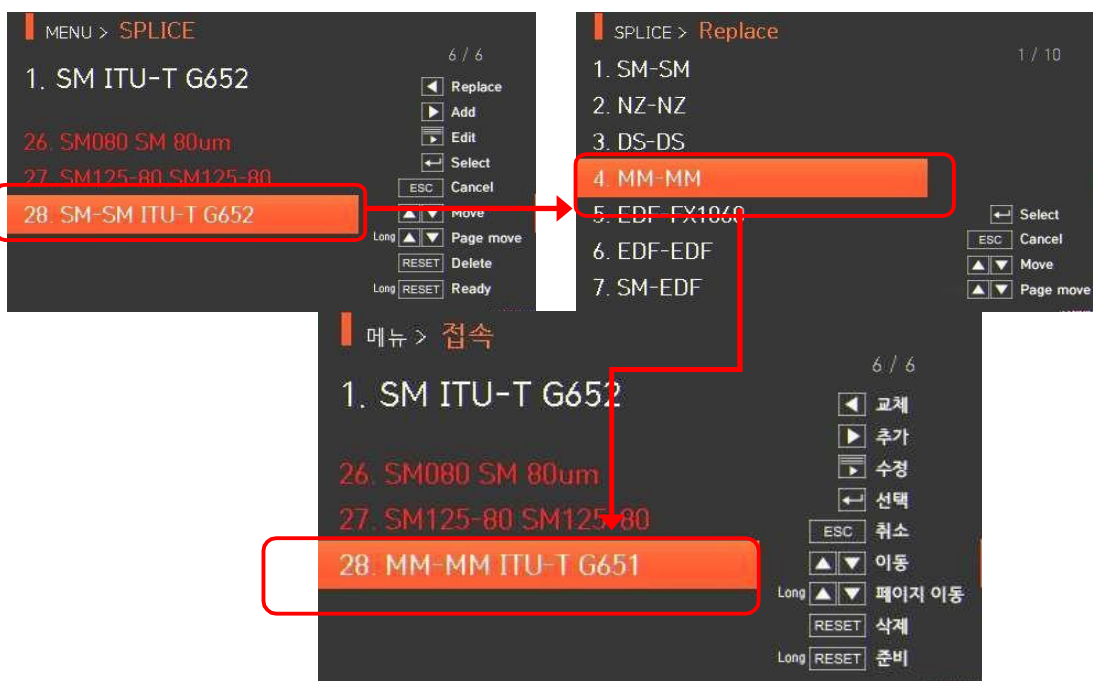 MENU > SPLICE
6 / 6
1. SM ITU-T G652
Replace
Add
26. SM080 SM 80um
Edit
Select
27. SM125-80 SM125-80
ESC Cancel
28. SM-SM ITU-T G652
Move
Long Page move
RESET Delete
Long RESET Ready
SPLICE > Replace
1 / 10
1. SM-SM
2. NZ-NZ
3. DS-DS
4. MM-MM
5. EDF-FX1060
Select
6. EDF-EDF
ESC Cancel
Move
7. SM-EDF
Page move
메뉴 > 접속
6 / 6
1. SM ITU-T G652
교체
추가
26. SM080 SM 80um
수정
선택
27. SM125-80 SM125-80
ESC 취소
28. MM-MM ITU-T G651
이동
Long 페이지 이동
RESET 삭제
Long RESET 준비